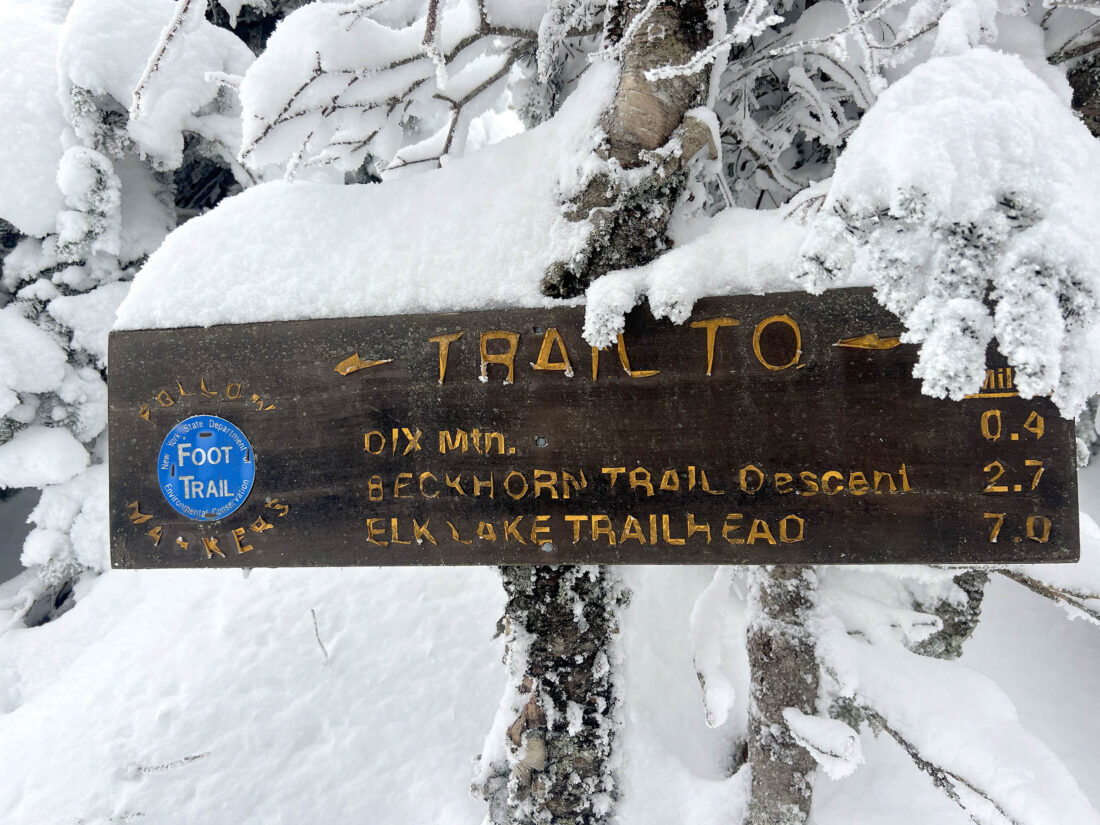 TRAIL TO
Mil
DIX Mtn. 0.4
BECKHORN TRAIL Descent 2.7
ELK LAKE TRAILHEAD 7.0
FOLLOW
New York State Department
FOOT
TRAIL
Environmental Conservation
MARKERS